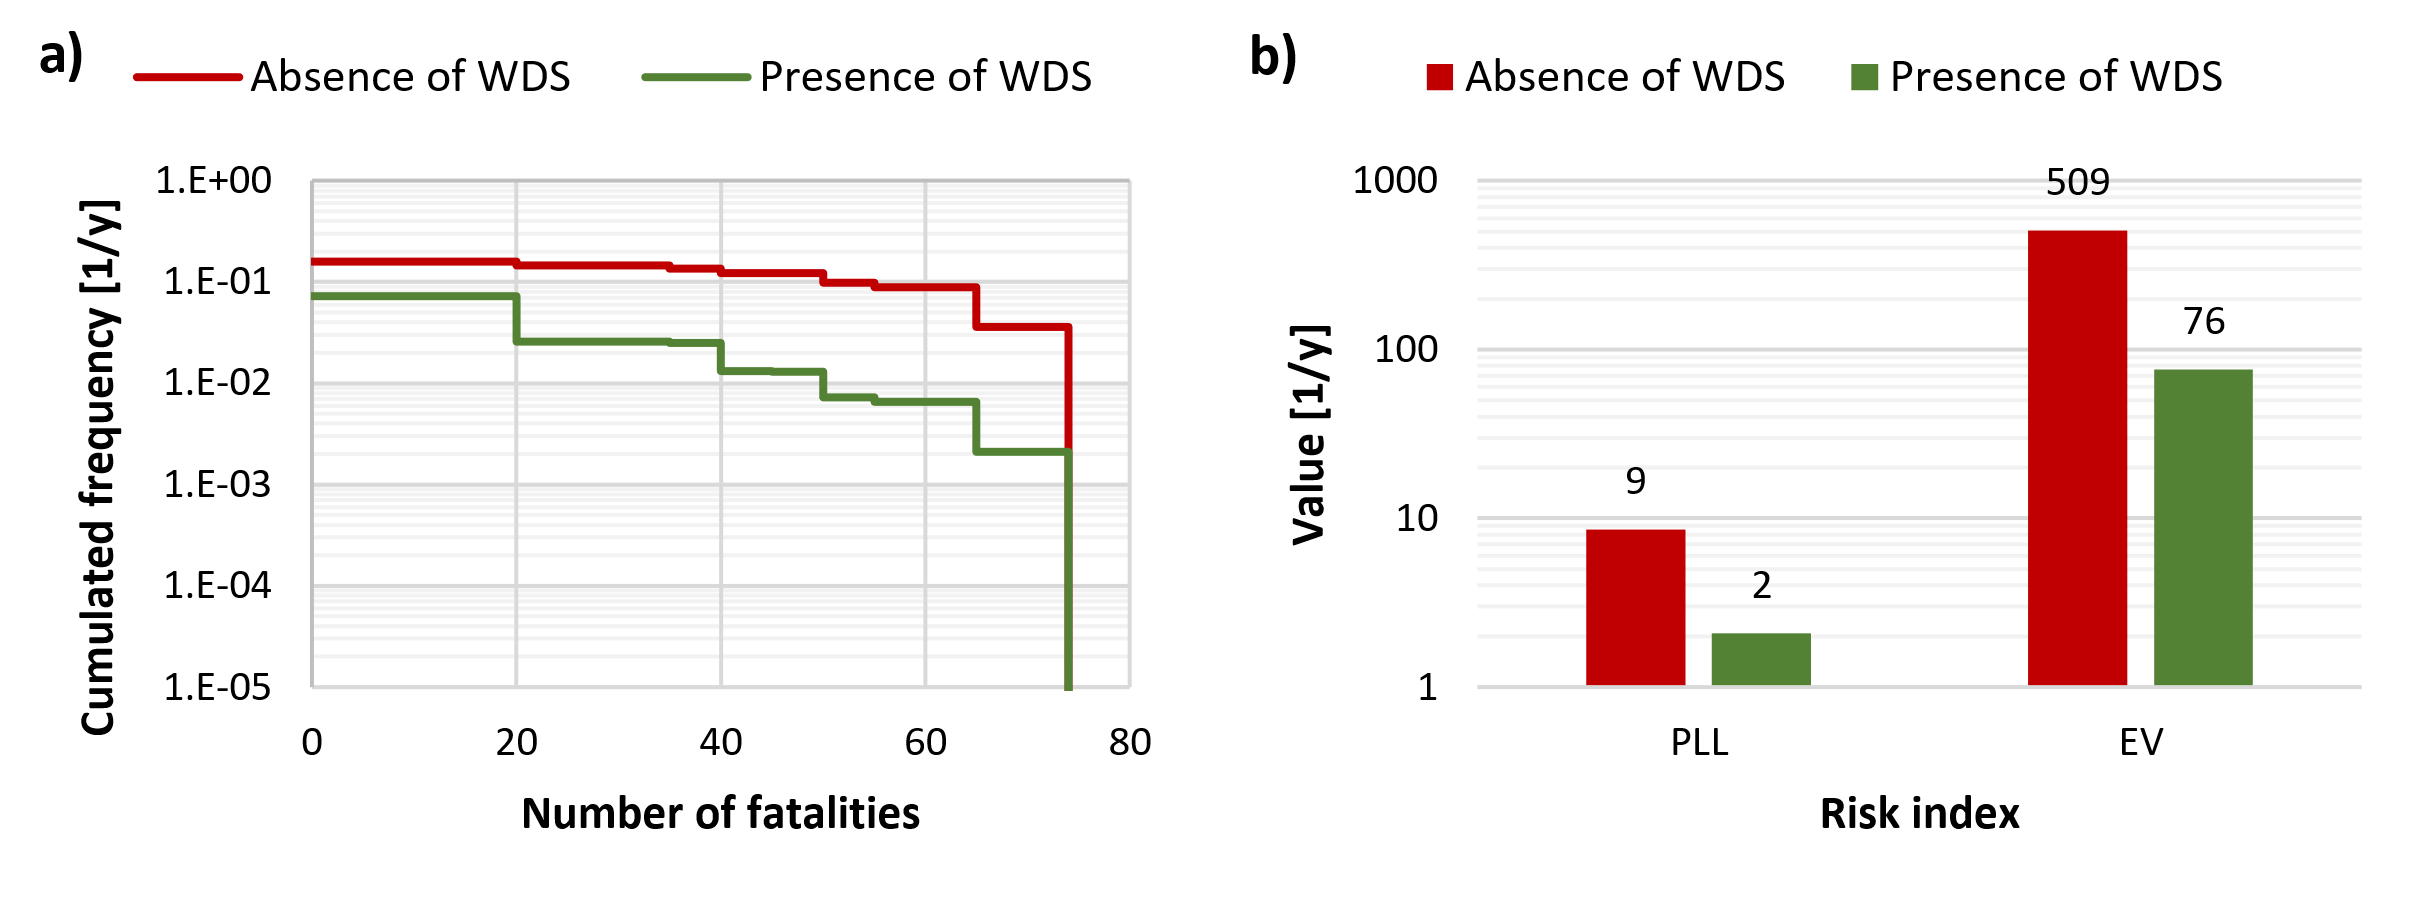 a)
Absence of WDS
Presence of WDS
Cumulated frequency [1/y]
1.E+00
1.E-01
1.E-02
1.E-03
1.E-04
1.E-05
0
20
40
60
80
Number of fatalities
b)
Absence of WDS
Presence of WDS
Value [1/y]
1000
100
10
1
9
2
509
76
PLL
EV
Risk index